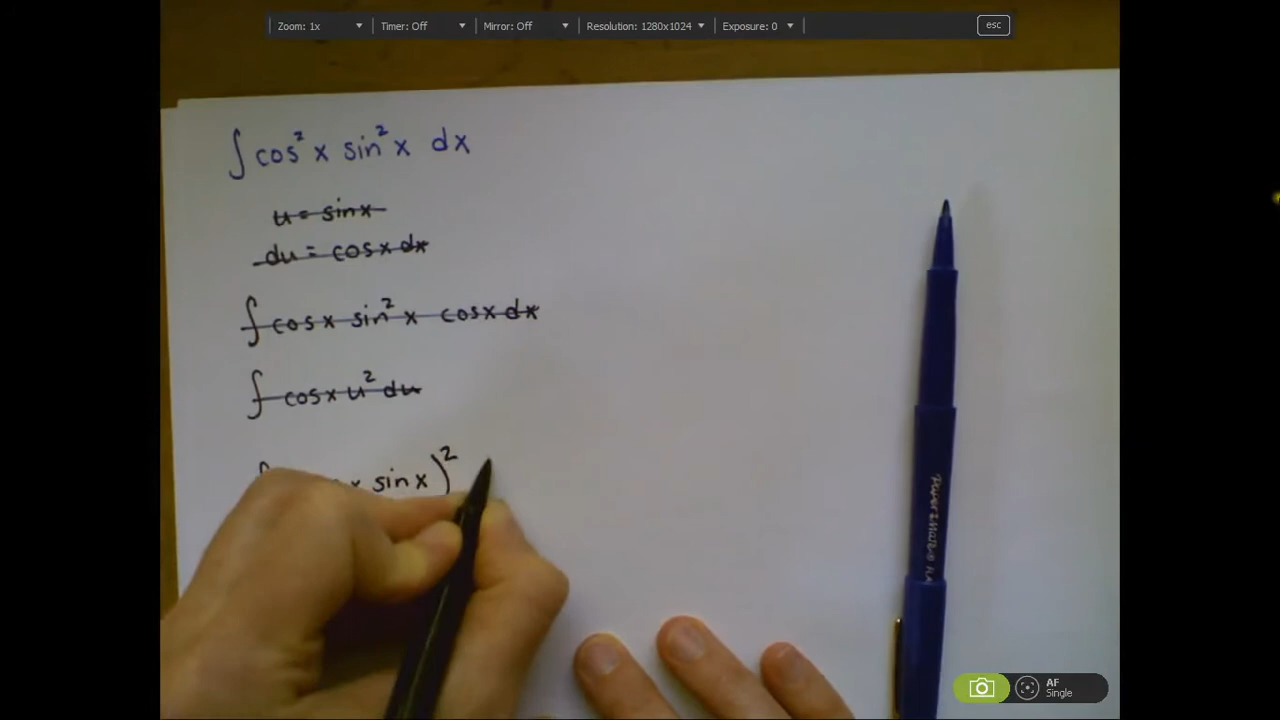 Zoom: 1x Timer: Off Mirror: Off Resolution: 1280x1024 Exposure: 0 esc
∫ cos² x sin² x dx
u = sin x
du = cos x dx
∫ cos x sin² x cos x dx
∫ cos x u² du
x sin x)²
AF
Single